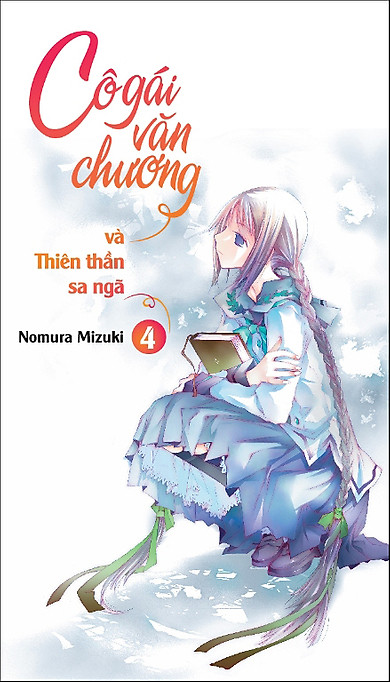 Cô gái
văn
chương
và
Thiên thần
sa ngã
Nomura Mizuki 4